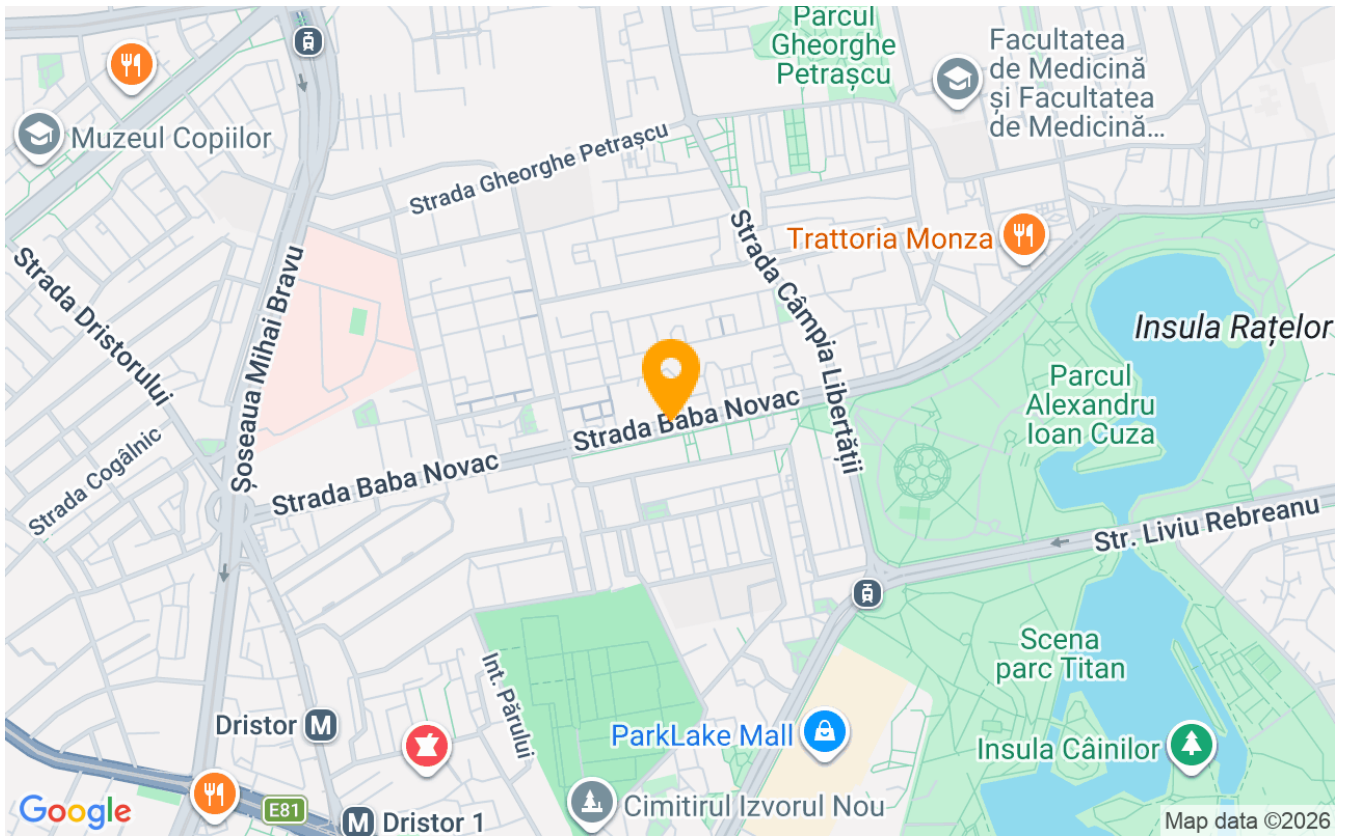 Parcul
Gheorghe
Petrașcu
Facultatea
de Medicină
și Facultatea
de Medicină...
Muzeul Copiilor
Strada Gheorghe Petrașcu
Strada Câmpia Libertății
Trattoria Monza
Strada Dristorului
Șoseaua Mihai Bravu
Insula Rațelor
Parcul
Alexandru
Ioan Cuza
Strada Baba Novac
Strada Baba Novac
Strada Cogâlnic
Str. Liviu Rebreanu
Scena
parc Titan
Int. Părului
Dristor M
ParkLake Mall
Insula Câinilor
Google
E81
M Dristor 1
Cimitirul Izvorul Nou
Map data ©2026